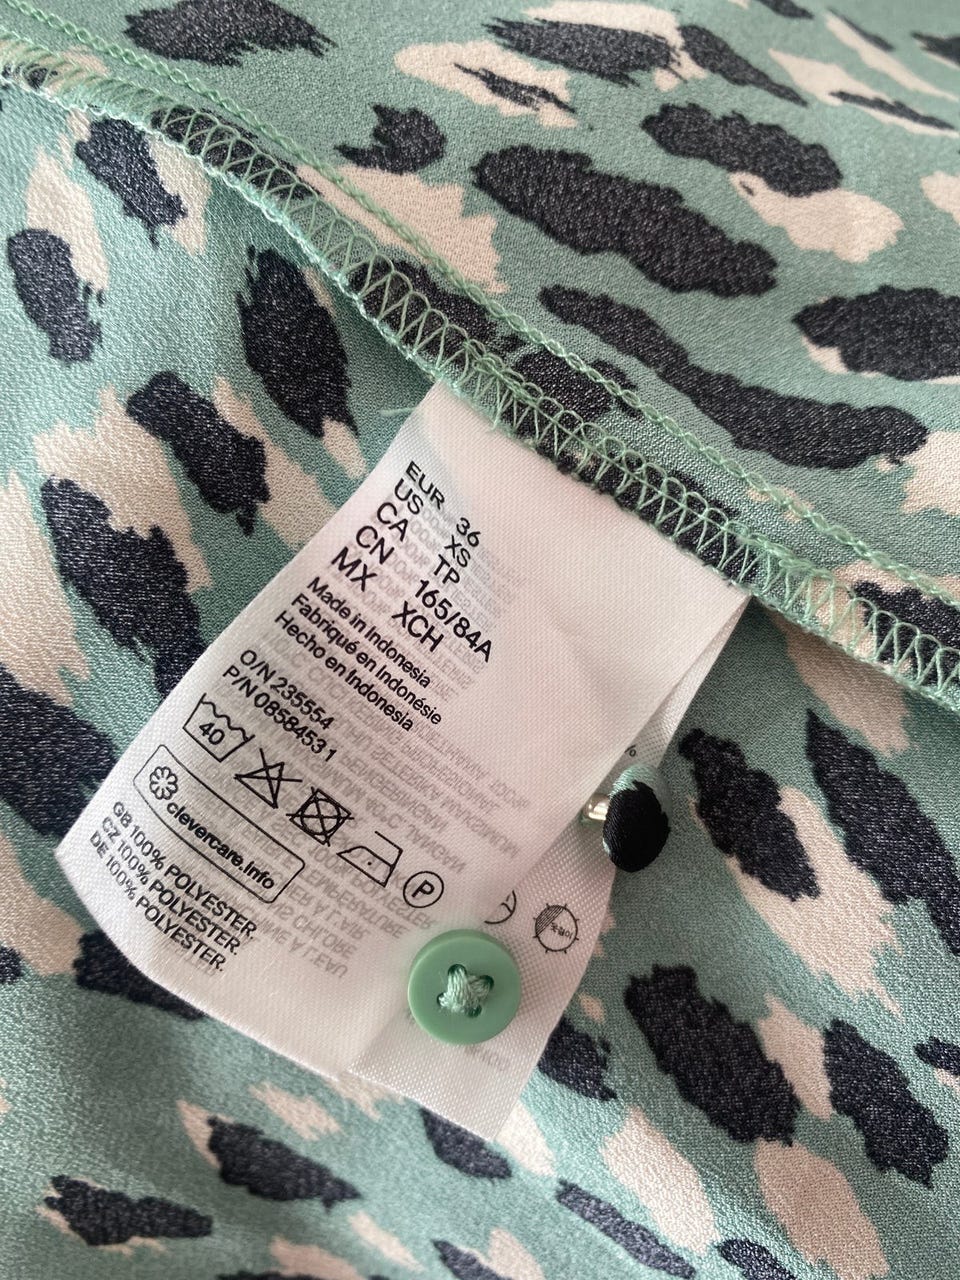 EUR 36
US XS
CA TP
CN 165/84A
MX XCH
Made in Indonesia
Fabriqué en Indonésie
Hecho en Indonesia
O/N 235554
P/N 08584531
40
P
clevercare.info
GB 100% POLYESTER.
CZ 100% POLYESTER.
DE 100% POLYESTER.